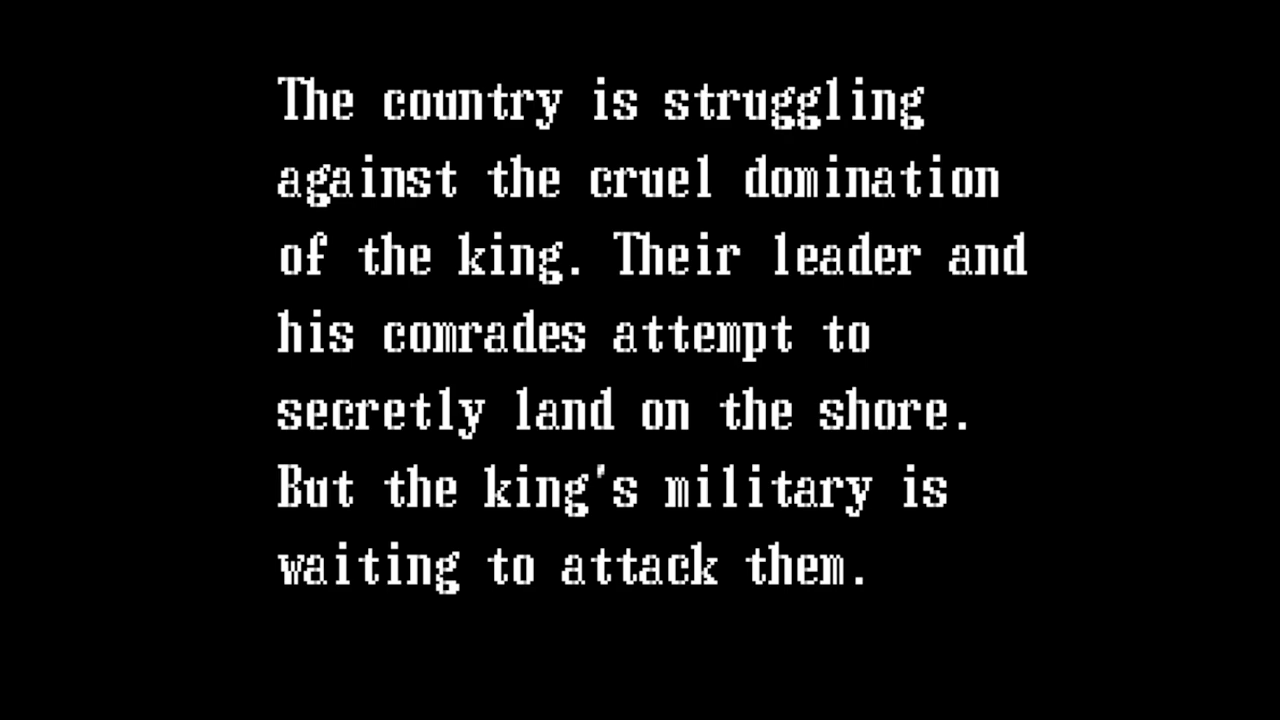 The country is struggling
against the cruel domination
of the king. Their leader and
his comrades attempt to
secretly land on the shore.
But the king's military is
waiting to attack them.